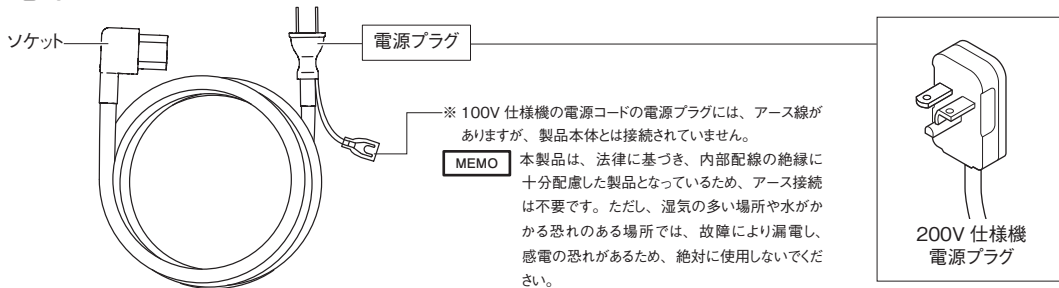 ソケット
電源プラグ
※ 100V 仕様機の電源コードの電源プラグには、アース線が
ありますが、製品本体とは接続されていません。
MEMO 本製品は、法律に基づき、内部配線の絶縁に
十分配慮した製品となっているため、アース接続
は不要です。ただし、湿気の多い場所や水がか
かる恐れのある場所では、故障により漏電し、
感電の恐れがあるため、絶対に使用しないでくだ
さい。
200V 仕様機
電源プラグ